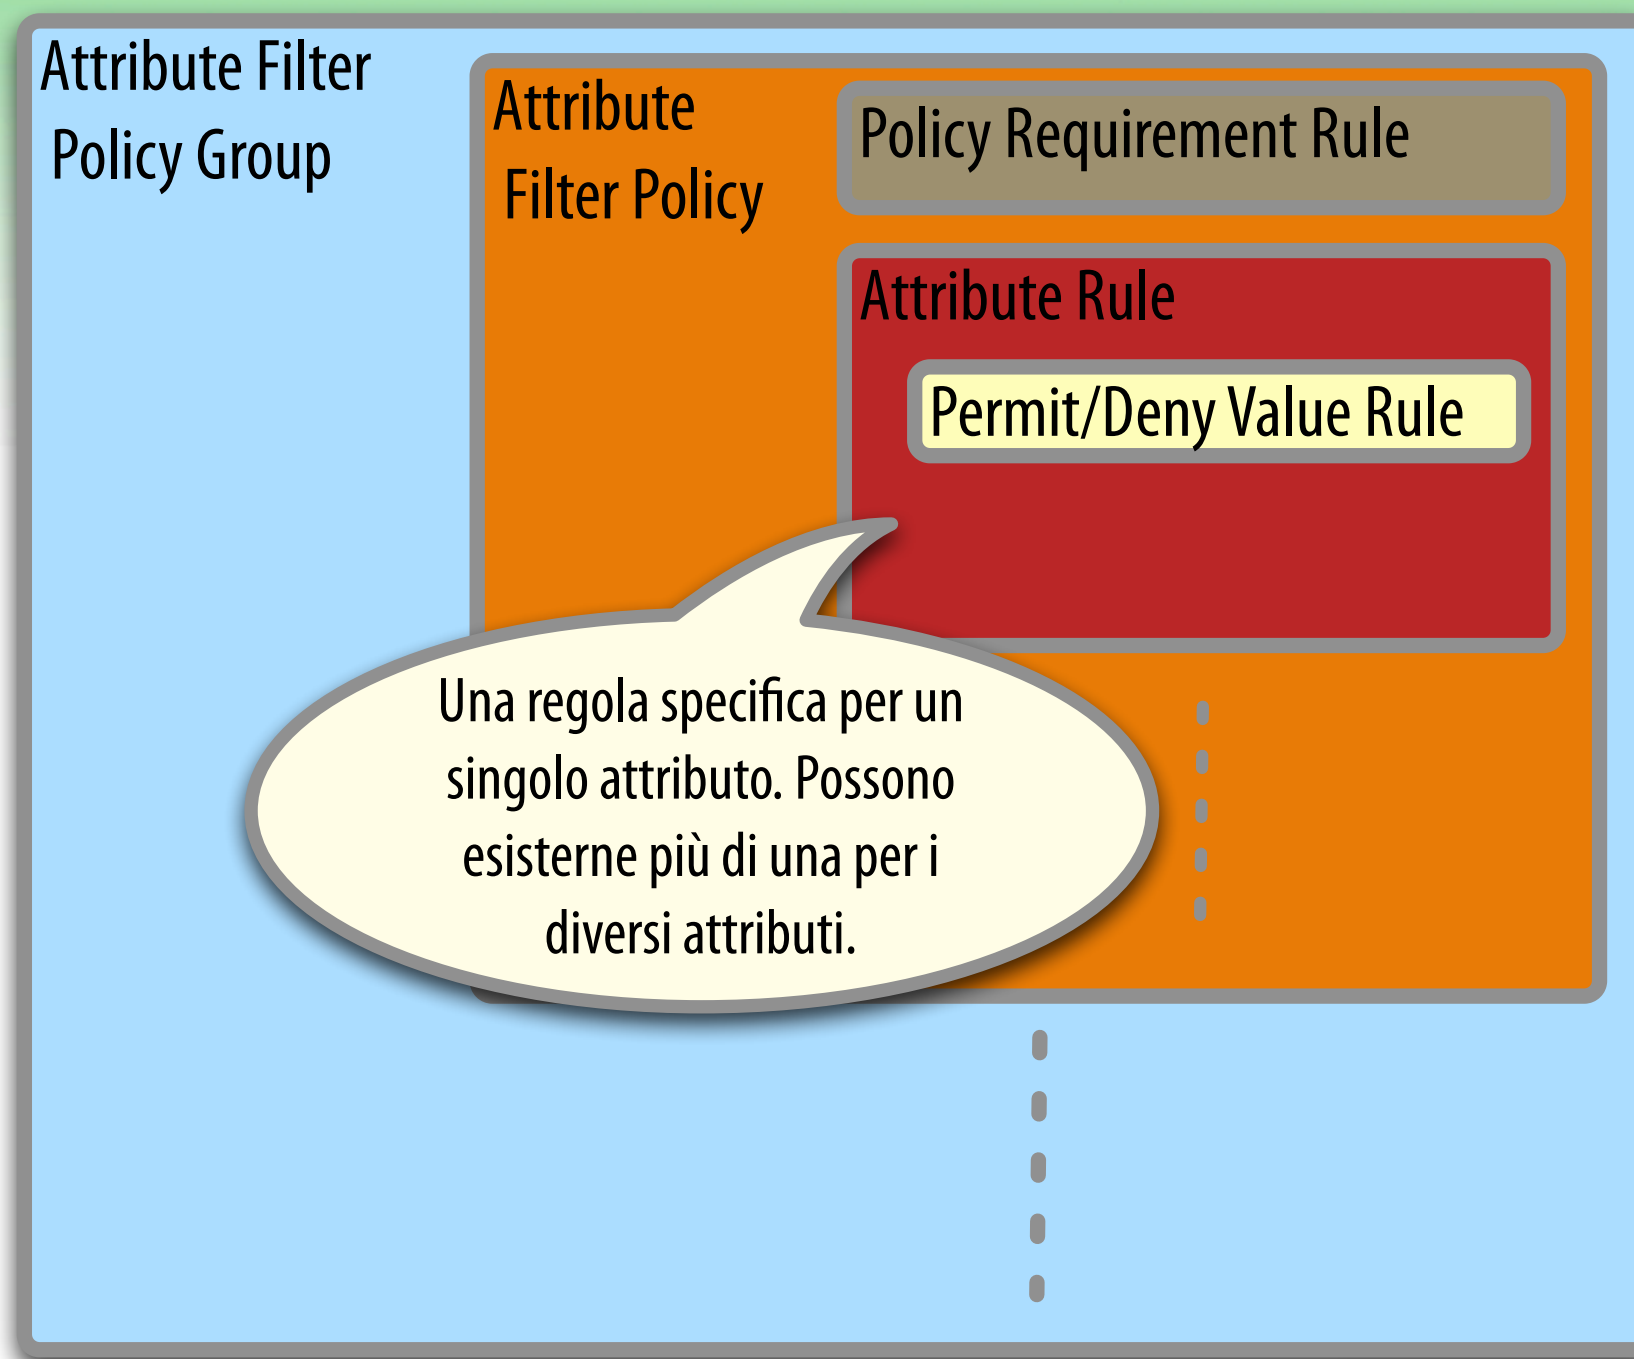 Attribute Filter
Policy Group
Attribute
Filter Policy
Policy Requirement Rule
Attribute Rule
Permit/Deny Value Rule
Una regola specifica per un
singolo attributo. Possono
esisterne più di una per i
diversi attributi.